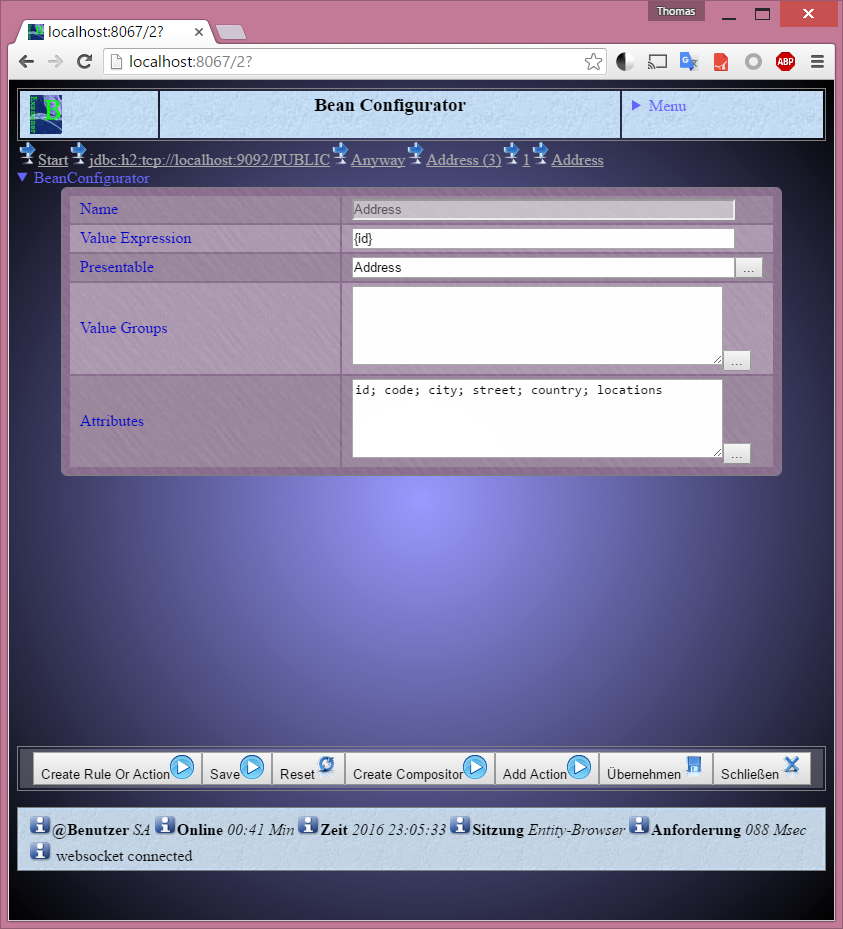 Thomas
localhost:8067/2?
localhost:8067/2?
ABP
Bean Configurator
Menu
Start jdbc:h2:tcp://localhost:9092/PUBLIC Anyway Address (3) 1 Address
BeanConfigurator
Name Address
Value Expression {id}
Presentable Address ...
Value Groups ...
Attributes id; code; city; street; country; locations ...
Create Rule Or Action Save Reset Create Compositor Add Action Übernehmen Schließen
@Benutzer SA Online 00:41 Min Zeit 2016 23:05:33 Sitzung Entity-Browser Anforderung 088 Msec
websocket connected